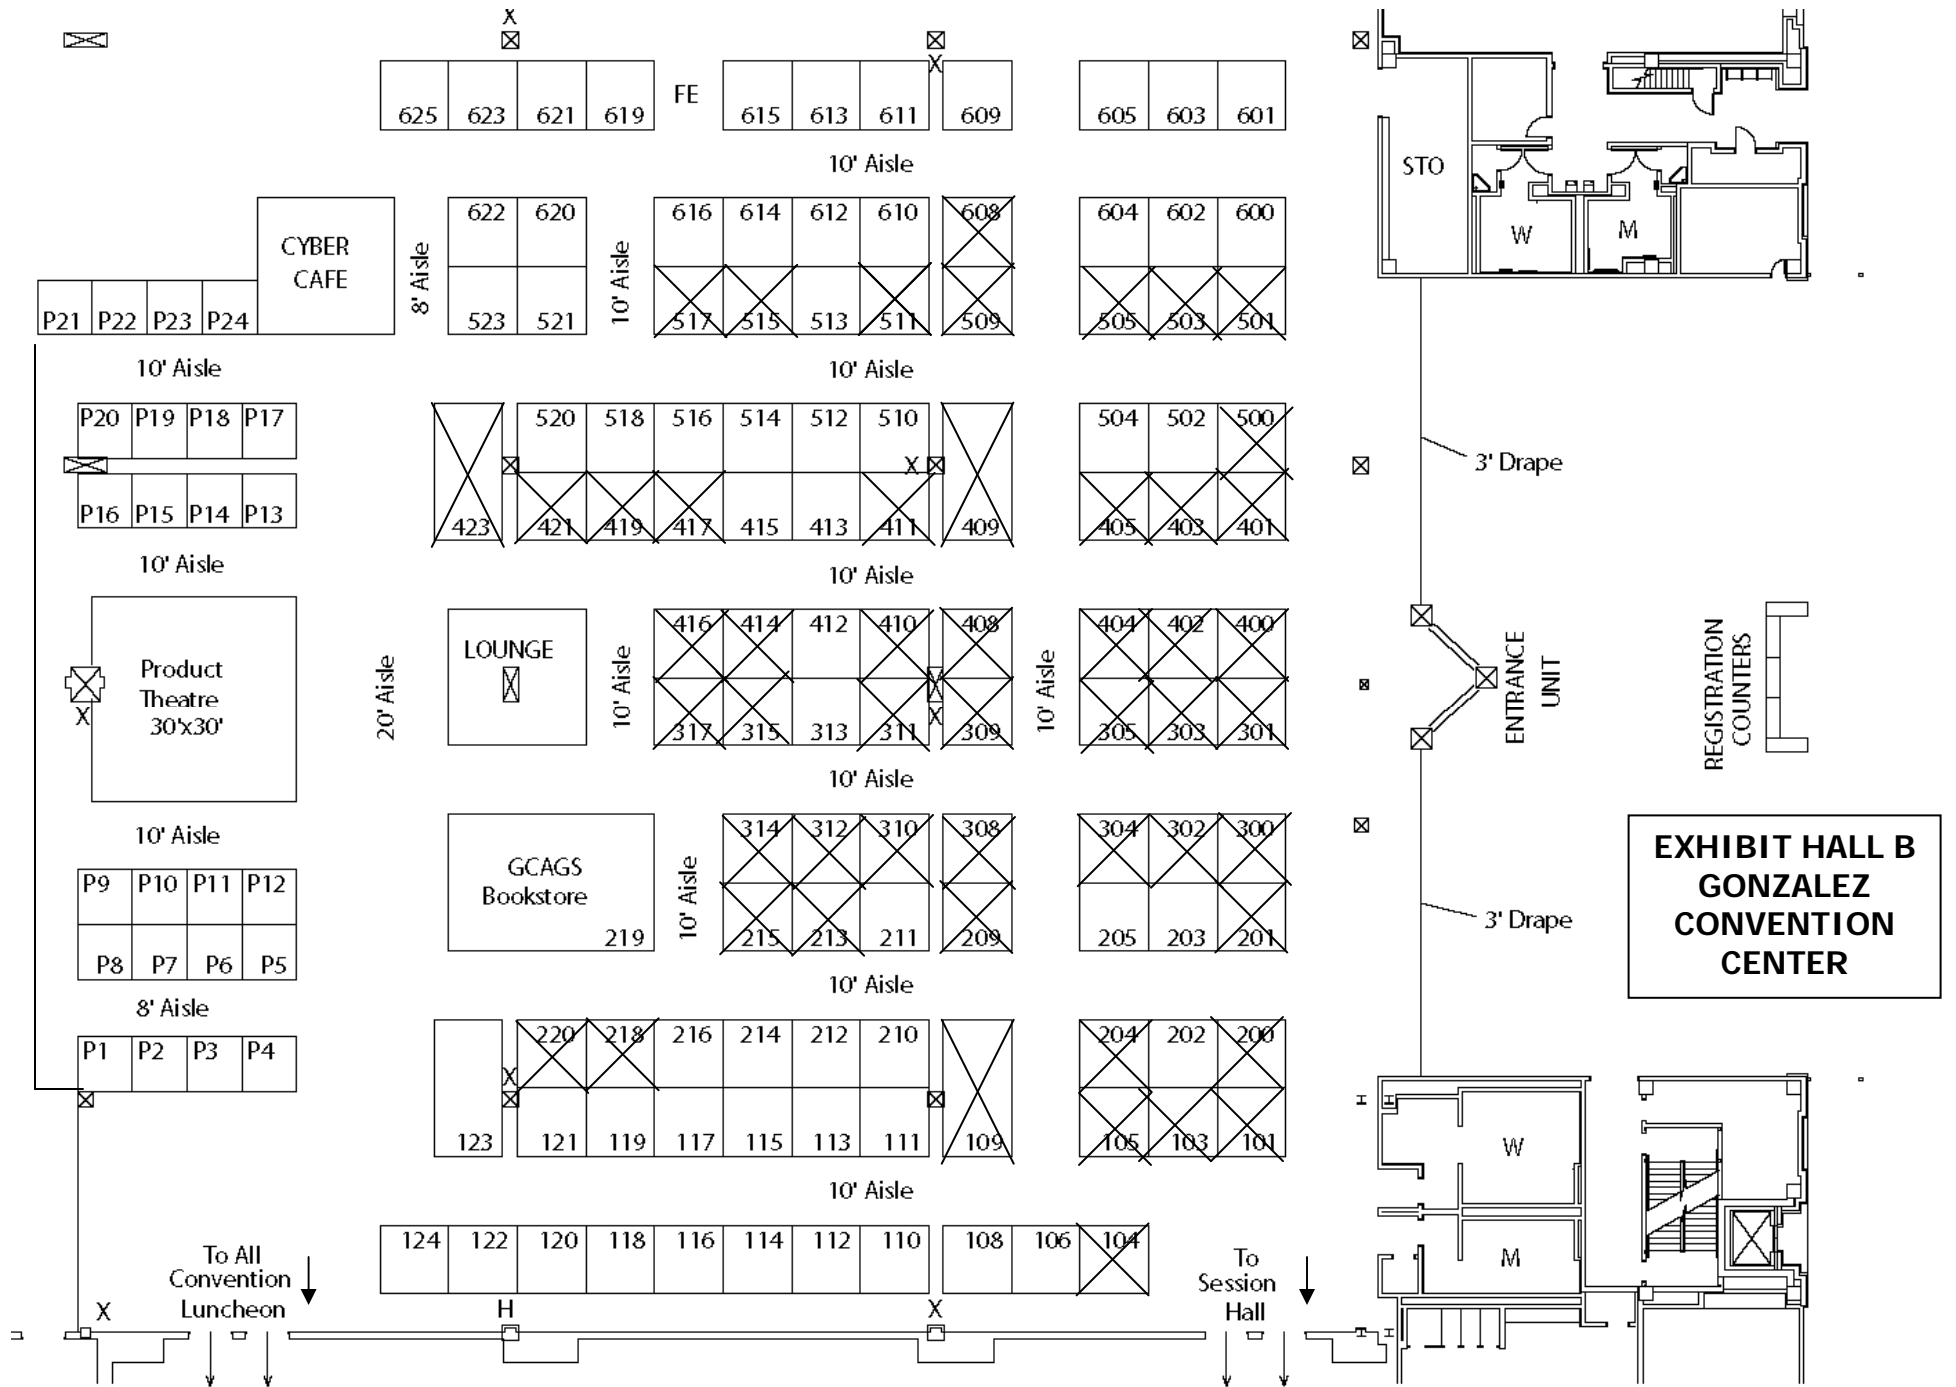 X
X
625 623 621 619 FE 615 613 611 609 605 603 601
10' Aisle
STO
W
M
622 620 616 614 612 610 608 604 602 600
CYBER
CAFE
8' Aisle
10' Aisle
P21 P22 P23 P24
523 521 517 515 513 511 509 505 503 501
10' Aisle
10' Aisle
P20 P19 P18 P17
520 518 516 514 512 510 504 502 500
X
3' Drape
P16 P15 P14 P13
423 421 419 417 415 413 411 409 405 403 401
10' Aisle
10' Aisle
416 414 412 410 408 404 402 400
LOUNGE
Product
Theatre
30'x30'
X
20' Aisle
10' Aisle
10' Aisle
X
ENTRANCE
UNIT
REGISTRATION
COUNTERS
317 315 313 311 309 305 303 301
10' Aisle
10' Aisle
314 312 310 308 304 302 300
GCAGS
Bookstore
219
10' Aisle
P9 P10 P11 P12
P8 P7 P6 P5
215 213 211 209 205 203 201
3' Drape
EXHIBIT HALL B
GONZALEZ
CONVENTION
CENTER
8' Aisle
10' Aisle
P1 P2 P3 P4
220 218 216 214 212 210 204 202 200
X
H H
123 121 119 117 115 113 111 109 105 103 101
W
10' Aisle
124 122 120 118 116 114 112 110 108 106 104
M
To All
Convention
Luncheon
To
Session
Hall
X
H
X
H H